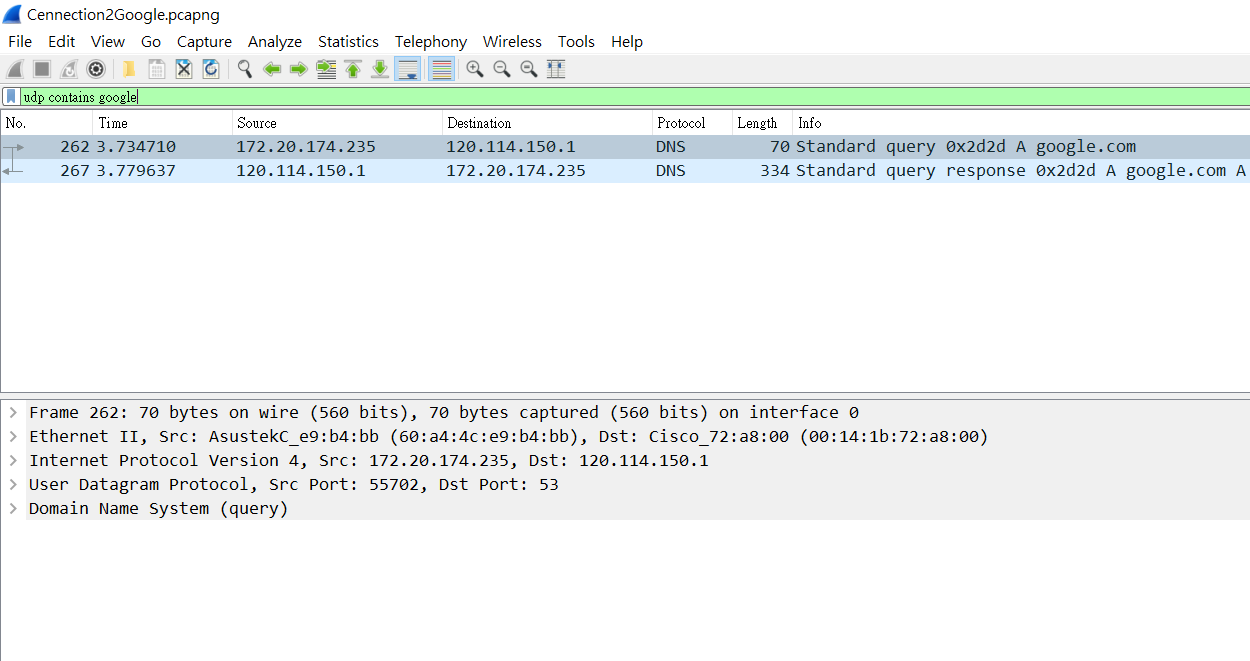 Cennection2Google.pcapng
File Edit View Go Capture Analyze Statistics Telephony Wireless Tools Help
udp contains google
No. Time Source Destination Protocol Length Info
262 3.734710 172.20.174.235 120.114.150.1 DNS 70 Standard query 0x2d2d A google.com
267 3.779637 120.114.150.1 172.20.174.235 DNS 334 Standard query response 0x2d2d A google.com A
Frame 262: 70 bytes on wire (560 bits), 70 bytes captured (560 bits) on interface 0
Ethernet II, Src: AsustekC_e9:b4:bb (60:a4:4c:e9:b4:bb), Dst: Cisco_72:a8:00 (00:14:1b:72:a8:00)
Internet Protocol Version 4, Src: 172.20.174.235, Dst: 120.114.150.1
User Datagram Protocol, Src Port: 55702, Dst Port: 53
Domain Name System (query)